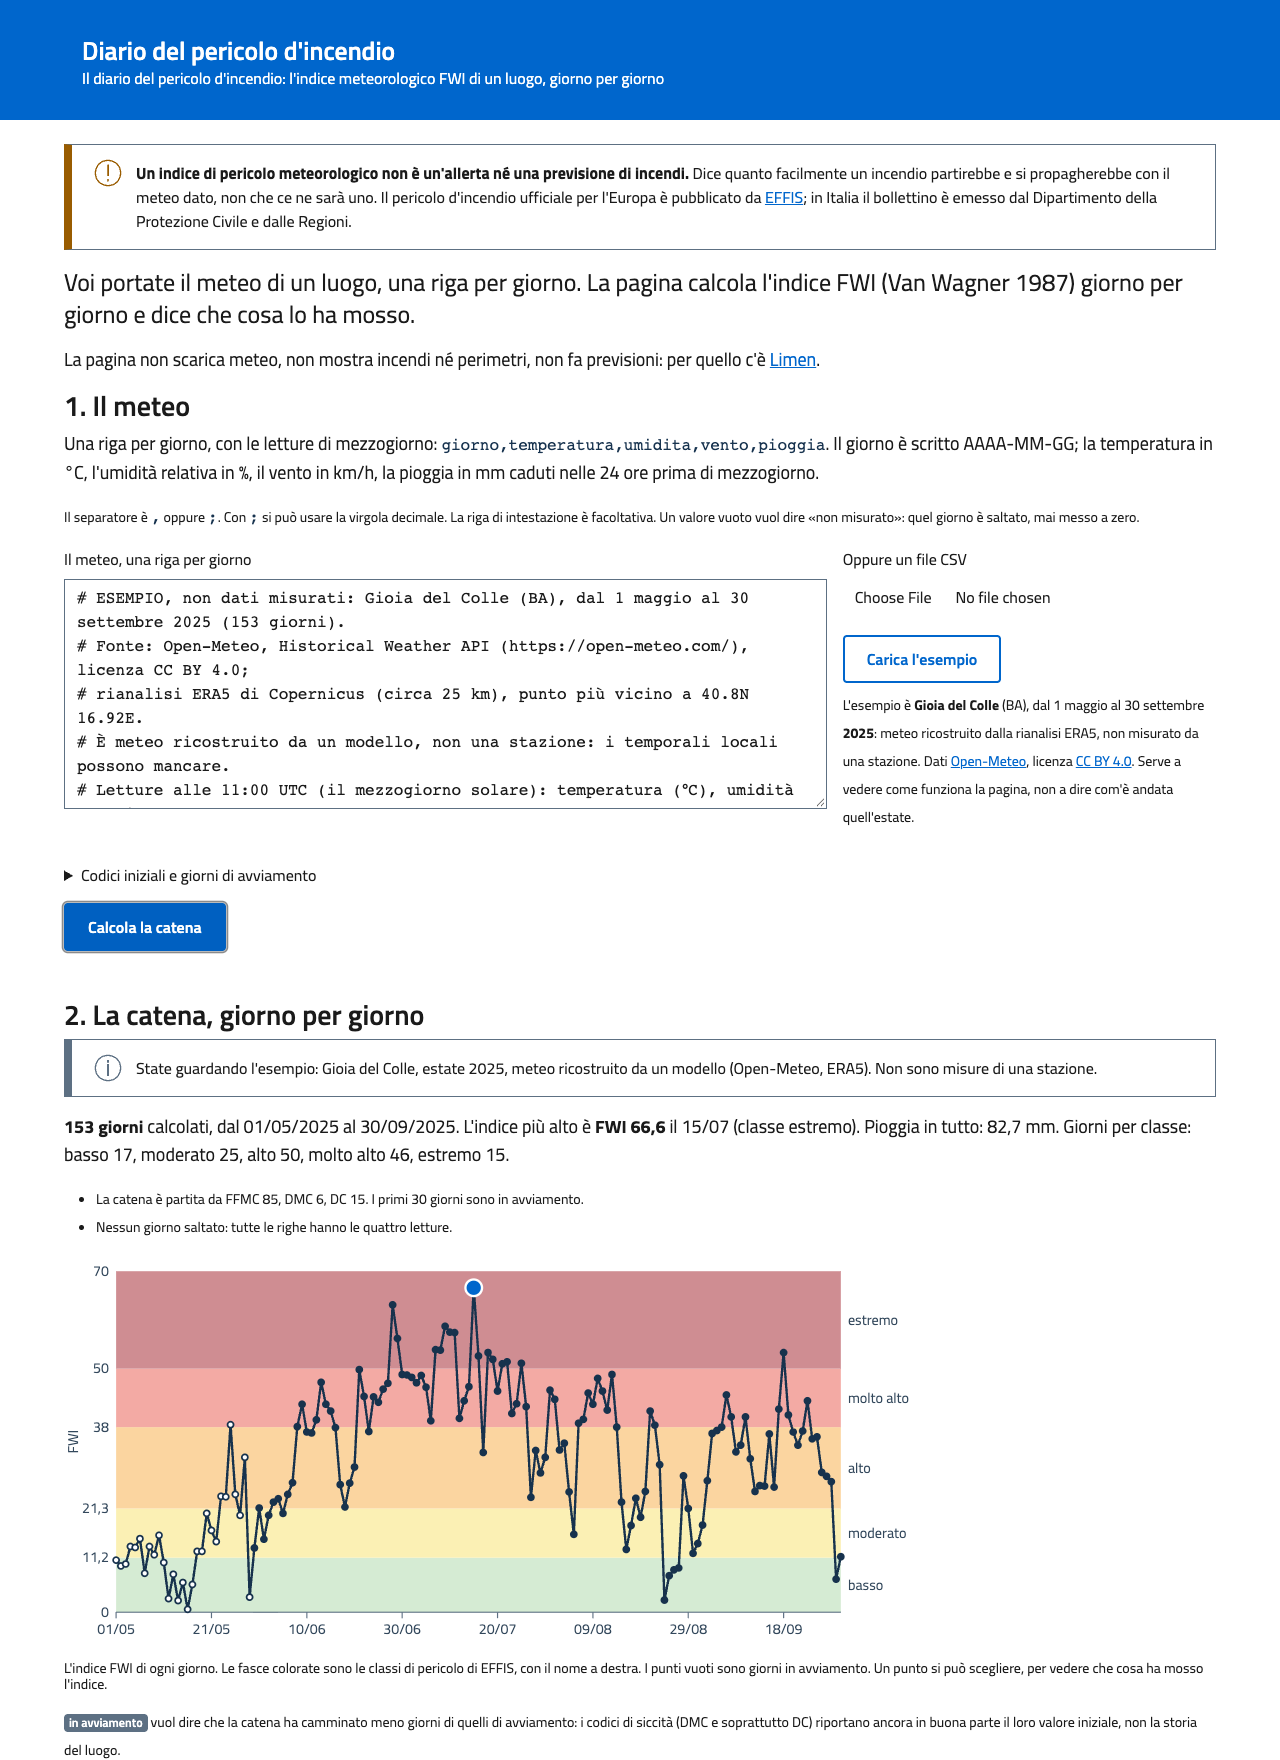 Diario del pericolo d'incendio
Il diario del pericolo d'incendio: l'indice meteorologico FWI di un luogo, giorno per giorno
Un indice di pericolo meteorologico non è un'allerta né una previsione di incendi. Dice quanto facilmente un incendio partirebbe e si propagherebbe con il
meteo dato, non che ce ne sarà uno. Il pericolo d'incendio ufficiale per l'Europa è pubblicato da EFFIS; in Italia il bollettino è emesso dal Dipartimento della
Protezione Civile e dalle Regioni.
Voi portate il meteo di un luogo, una riga per giorno. La pagina calcola l'indice FWI (Van Wagner 1987) giorno per
giorno e dice che cosa lo ha mosso.
La pagina non scarica meteo, non mostra incendi né perimetri, non fa previsioni: per quello c'è Limen.
1. Il meteo
Una riga per giorno, con le letture di mezzogiorno: giorno,temperatura,umidita,vento,pioggia. Il giorno è scritto AAAA-MM-GG; la temperatura in
°C, l'umidità relativa in %, il vento in km/h, la pioggia in mm caduti nelle 24 ore prima di mezzogiorno.
Il separatore è , oppure ;. Con ; si può usare la virgola decimale. La riga di intestazione è facoltativa. Un valore vuoto vuol dire «non misurato»: quel giorno è saltato, mai messo a zero.
Il meteo, una riga per giorno
# ESEMPIO, non dati misurati: Gioia del Colle (BA), dal 1 maggio al 30
settembre 2025 (153 giorni).
# Fonte: Open-Meteo, Historical Weather API (https://open-meteo.com/),
licenza CC BY 4.0;
# rianalisi ERA5 di Copernicus (circa 25 km), punto più vicino a 40.8N
16.92E.
# È meteo ricostruito da un modello, non una stazione: i temporali locali
possono mancare.
# Letture alle 11:00 UTC (il mezzogiorno solare): temperatura (°C), umidità
Oppure un file CSV
Choose File No file chosen
Carica l'esempio
L'esempio è Gioia del Colle (BA), dal 1 maggio al 30 settembre
2025: meteo ricostruito dalla rianalisi ERA5, non misurato da
una stazione. Dati Open-Meteo, licenza CC BY 4.0. Serve a
vedere come funziona la pagina, non a dire com'è andata
quell'estate.
Codici iniziali e giorni di avviamento
Calcola la catena
2. La catena, giorno per giorno
State guardando l'esempio: Gioia del Colle, estate 2025, meteo ricostruito da un modello (Open-Meteo, ERA5). Non sono misure di una stazione.
153 giorni calcolati, dal 01/05/2025 al 30/09/2025. L'indice più alto è FWI 66,6 il 15/07 (classe estremo). Pioggia in tutto: 82,7 mm. Giorni per classe:
basso 17, moderato 25, alto 50, molto alto 46, estremo 15.
La catena è partita da FFMC 85, DMC 6, DC 15. I primi 30 giorni sono in avviamento.
Nessun giorno saltato: tutte le righe hanno le quattro letture.
70
estremo
50
molto alto
38
FWI
alto
21,3
moderato
11,2
basso
0
01/05 21/05 10/06 30/06 20/07 09/08 29/08 18/09
L'indice FWI di ogni giorno. Le fasce colorate sono le classi di pericolo di EFFIS, con il nome a destra. I punti vuoti sono giorni in avviamento. Un punto si può scegliere, per vedere che cosa ha mosso
l'indice.
in avviamento vuol dire che la catena ha camminato meno giorni di quelli di avviamento: i codici di siccità (DMC e soprattutto DC) riportano ancora in buona parte il loro valore iniziale, non la storia
del luogo.